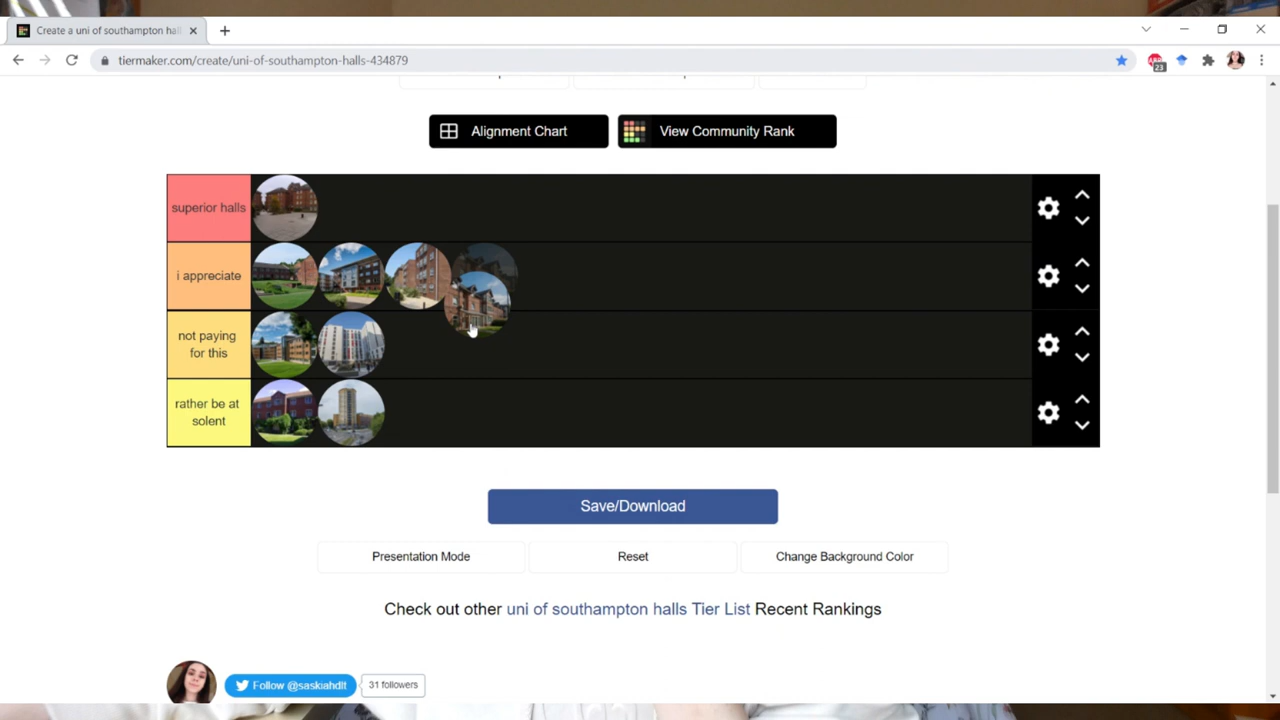 Create a uni of southampton hal
tiermaker.com/create/uni-of-southampton-halls-434879
23
Alignment Chart
View Community Rank
superior halls
i appreciate
not paying
for this
rather be at
solent
Save/Download
Presentation Mode
Reset
Change Background Color
Check out other uni of southampton halls Tier List Recent Rankings
Follow @saskiahdlt
31 followers